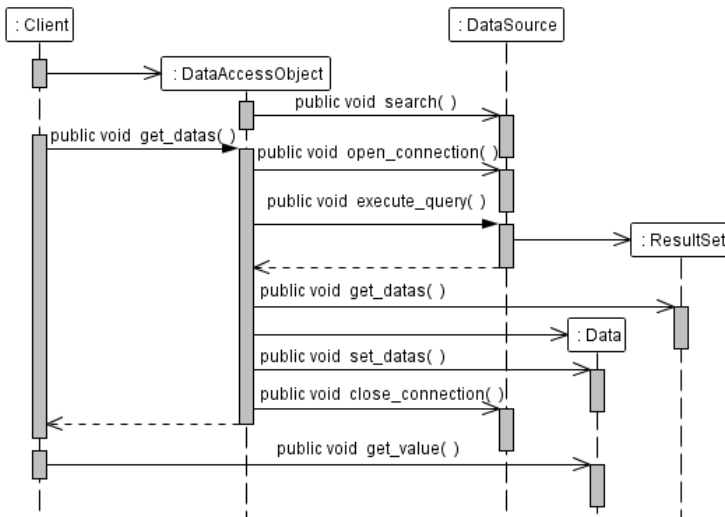 : Client
: DataSource
: DataAccessObject
public void search( )
public void get_datas( )
public void open_connection( )
public void execute_query( )
: ResultSet
public void get_datas( )
: Data
public void set_datas( )
public void close_connection( )
public void get_value( )